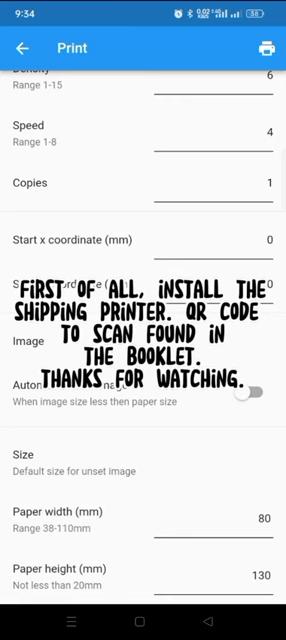 9:34
58
Print
6
Range 1-15
Speed
4
Range 1-8
Copies
1
Start x coordinate (mm)
0
0
FIRST OF ALL, INSTALL THE
SHIPPING PRINTER. QR CODE
TO SCAN FOUND IN
THE BOOKLET.
THANKS FOR WATCHING.
Image
When image size less then paper size
Size
Default size for unset image
Paper width (mm)
80
Range 38-110mm
Paper height (mm)
130
Not less than 20mm